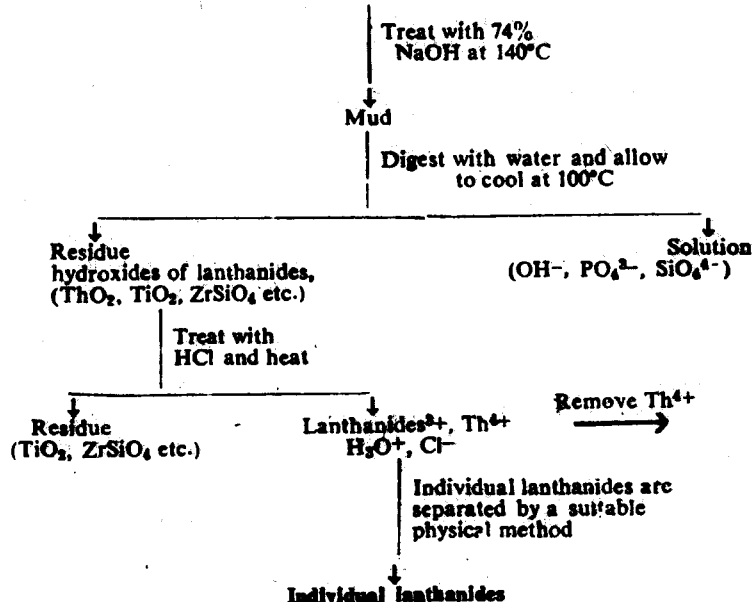 Treat with 74%
NaOH at 140°C
Mud
Digest with water and allow
to cool at 100°C
Residue
hydroxides of lanthanides,
(ThO₂, TiO₂, ZrSiO₄ etc.)
Solution
(OH–, PO₄³–, SiO₄⁴–)
Treat with
HCl and heat
Residue
(TiO₂, ZrSiO₄ etc.)
Lanthanides³+, Th⁴+
H₃O+, Cl–
Remove Th⁴+
Individual lanthanides are
separated by a suitable
physical method
Individual lanthanides